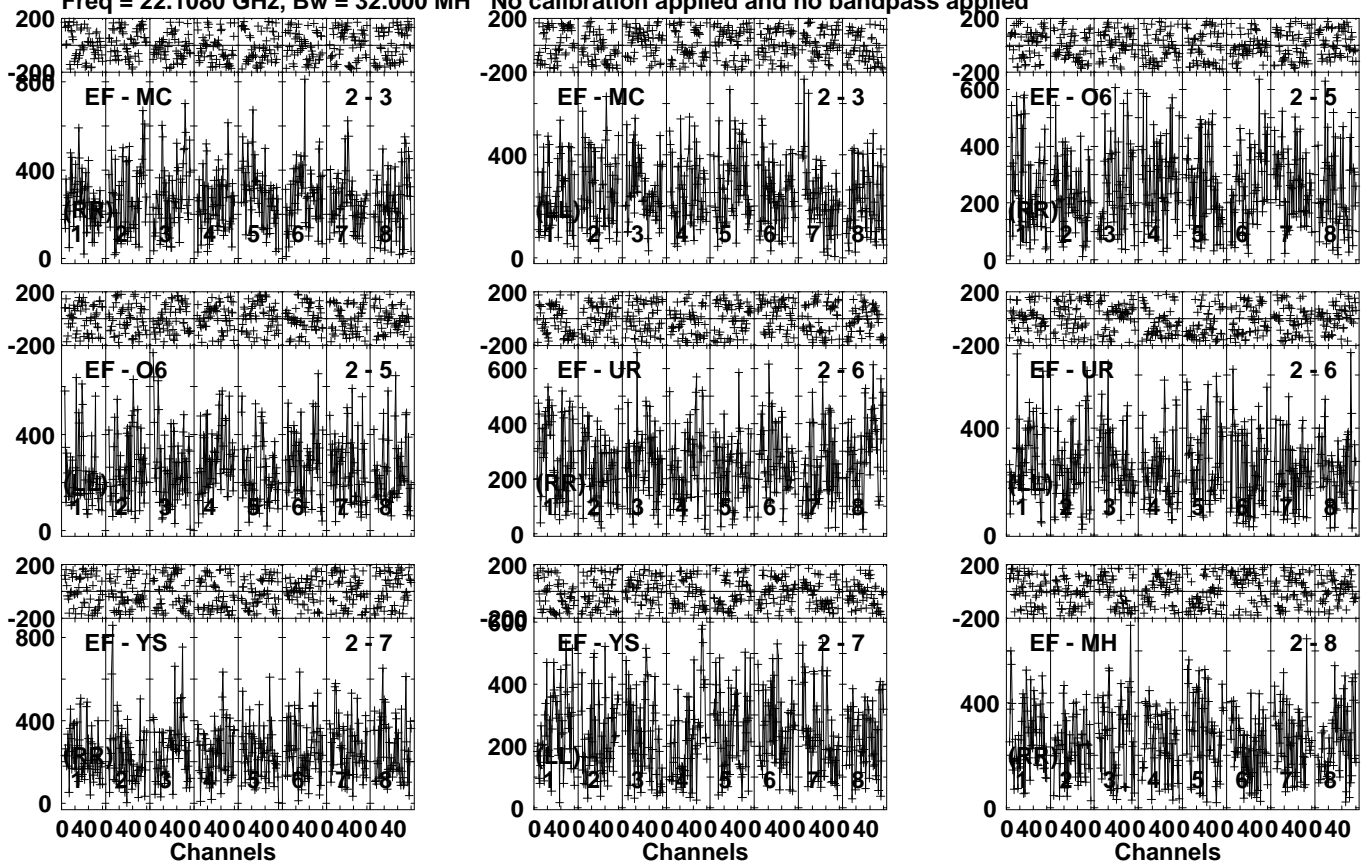 Freq = 22.1080 GHz, Bw = 32.000 MH No calibration applied and no bandpass applied
200 200 200
-200 -200 -200
800 600
EF - MC 2 - 3 EF - MC 2 - 3 EF - O6 2 - 5
400 400 400
200
(RR) (LL) (RR)
1 2 3 4 5 6 7 8 1 2 3 4 5 6 7 8 1 2 3 4 5 6 7 8
0 0 0
200 200 200
-200 -200 -200
EF - O6 2 - 5 EF - UR 2 - 6 EF - UR 2 - 6
600
400 400 400
200
(LL) (RR) (LL)
1 2 3 4 5 6 7 8 1 2 3 4 5 6 7 8 1 2 3 4 5 6 7 8
0 0 0
200 200 200
-200 -200 -200
800 600
EF - YS 2 - 7 EF - YS 2 - 7 EF - MH 2 - 8
400 400 400
200
(RR) (LL) (RR)
1 2 3 4 5 6 7 8 1 2 3 4 5 6 7 8 1 2 3 4 5 6 7 8
0 0 0
0 40 0 40 0 40 0 40 0 40 0 40 0 40 0 40 0 40 0 40 0 40 0 40 0 40 0 40 0 40 0 40 0 40 0 40 0 40 0 40 0 40 0 40 0 40 0 40
Channels Channels Channels